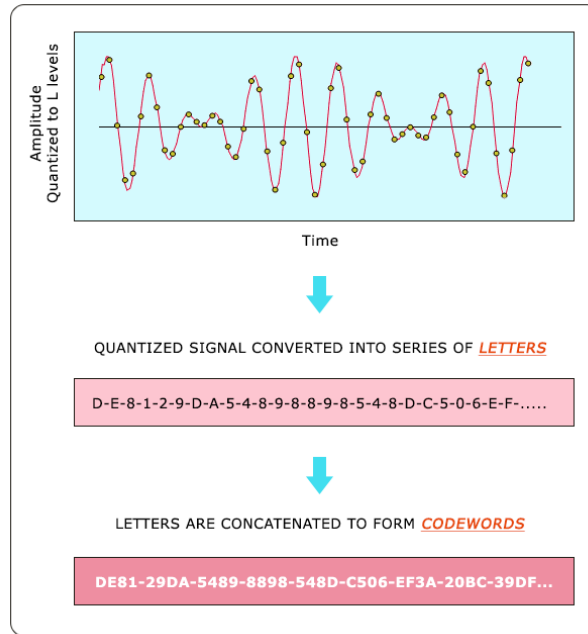 Amplitude
Quantized to L levels
Time
QUANTIZED SIGNAL CONVERTED INTO SERIES OF LETTERS
D-E-8-1-2-9-D-A-5-4-8-9-8-8-9-8-5-4-8-D-C-5-0-6-E-F-.....
LETTERS ARE CONCATENATED TO FORM CODEWORDS
DE81-29DA-5489-8898-548D-C506-EF3A-20BC-39DF...